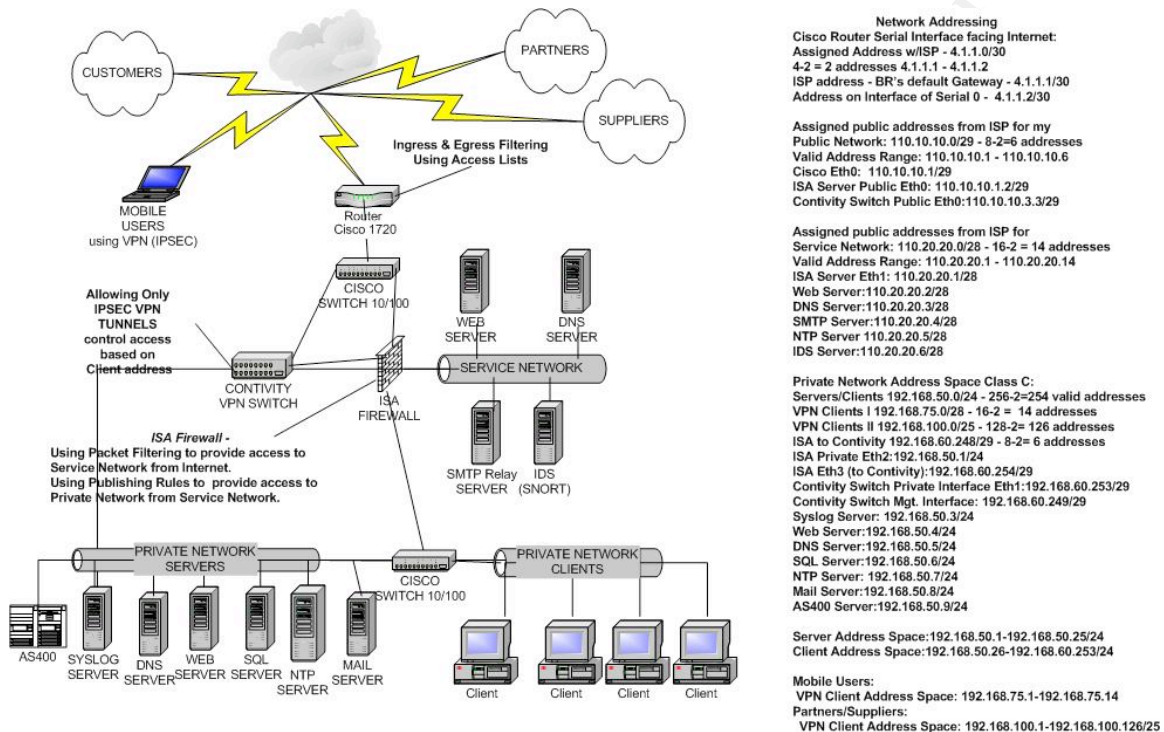 CUSTOMERS
PARTNERS
SUPPLIERS
Ingress & Egress Filtering
Using Access Lists
MOBILE
USERS
using VPN (IPSEC)
Router
Cisco 1720
CISCO
SWITCH 10/100
Allowing Only
IPSEC VPN
TUNNELS
control access
based on
Client address
WEB
SERVER
DNS
SERVER
CONTIVITY
VPN SWITCH
ISA
FIREWALL
SERVICE NETWORK
ISA Firewall -
Using Packet Filtering to provide access to
Service Network from Internet.
Using Publishing Rules to provide access to
Private Network from Service Network.
SMTP Relay
SERVER
IDS
(SNORT)
PRIVATE NETWORK
SERVERS
CISCO
SWITCH 10/100
PRIVATE NETWORK
CLIENTS
AS400
SYSLOG
SERVER
DNS
SERVER
WEB
SERVER
SQL
SERVER
NTP
SERVER
MAIL
SERVER
Client
Client
Client
Client
Network Addressing
Cisco Router Serial Interface facing Internet:
Assigned Address w/ISP - 4.1.1.0/30
4-2 = 2 addresses 4.1.1.1 - 4.1.1.2
ISP address - BR's default Gateway - 4.1.1.1/30
Address on Interface of Serial 0 - 4.1.1.2/30
Assigned public addresses from ISP for my
Public Network: 110.10.10.0/29 - 8-2=6 addresses
Valid Address Range: 110.10.10.1 - 110.10.10.6
Cisco Eth0: 110.10.10.1/29
ISA Server Public Eth0: 110.10.10.1.2/29
Contivity Switch Public Eth0:110.10.10.3.3/29
Assigned public addresses from ISP for
Service Network: 110.20.20.0/28 - 16-2 = 14 addresses
Valid Address Range: 110.20.20.1 - 110.20.20.14
ISA Server Eth1: 110.20.20.1/28
Web Server:110.20.20.2/28
DNS Server:110.20.20.3/28
SMTP Server:110.20.20.4/28
NTP Server 110.20.20.5/28
IDS Server:110.20.20.6/28
Private Network Address Space Class C:
Servers/Clients 192.168.50.0/24 - 256-2=254 valid addresses
VPN Clients I 192.168.75.0/28 - 16-2 = 14 addresses
VPN Clients II 192.168.100.0/25 - 128-2= 126 addresses
ISA to Contivity 192.168.60.248/29 - 8-2= 6 addresses
ISA Private Eth2:192.168.50.1/24
ISA Eth3 (to Contivity):192.168.60.254/29
Contivity Switch Private Interface Eth1:192.168.60.253/29
Contivity Switch Mgt. Interface: 192.168.60.249/29
Syslog Server: 192.168.50.3/24
Web Server:192.168.50.4/24
DNS Server:192.168.50.5/24
SQL Server:192.168.50.6/24
NTP Server: 192.168.50.7/24
Mail Server:192.168.50.8/24
AS400 Server:192.168.50.9/24
Server Address Space:192.168.50.1-192.168.50.25/24
Client Address Space:192.168.50.26-192.168.60.253/24
Mobile Users:
VPN Client Address Space: 192.168.75.1-192.168.75.14
Partners/Suppliers:
VPN Client Address Space: 192.168.100.1-192.168.100.126/25